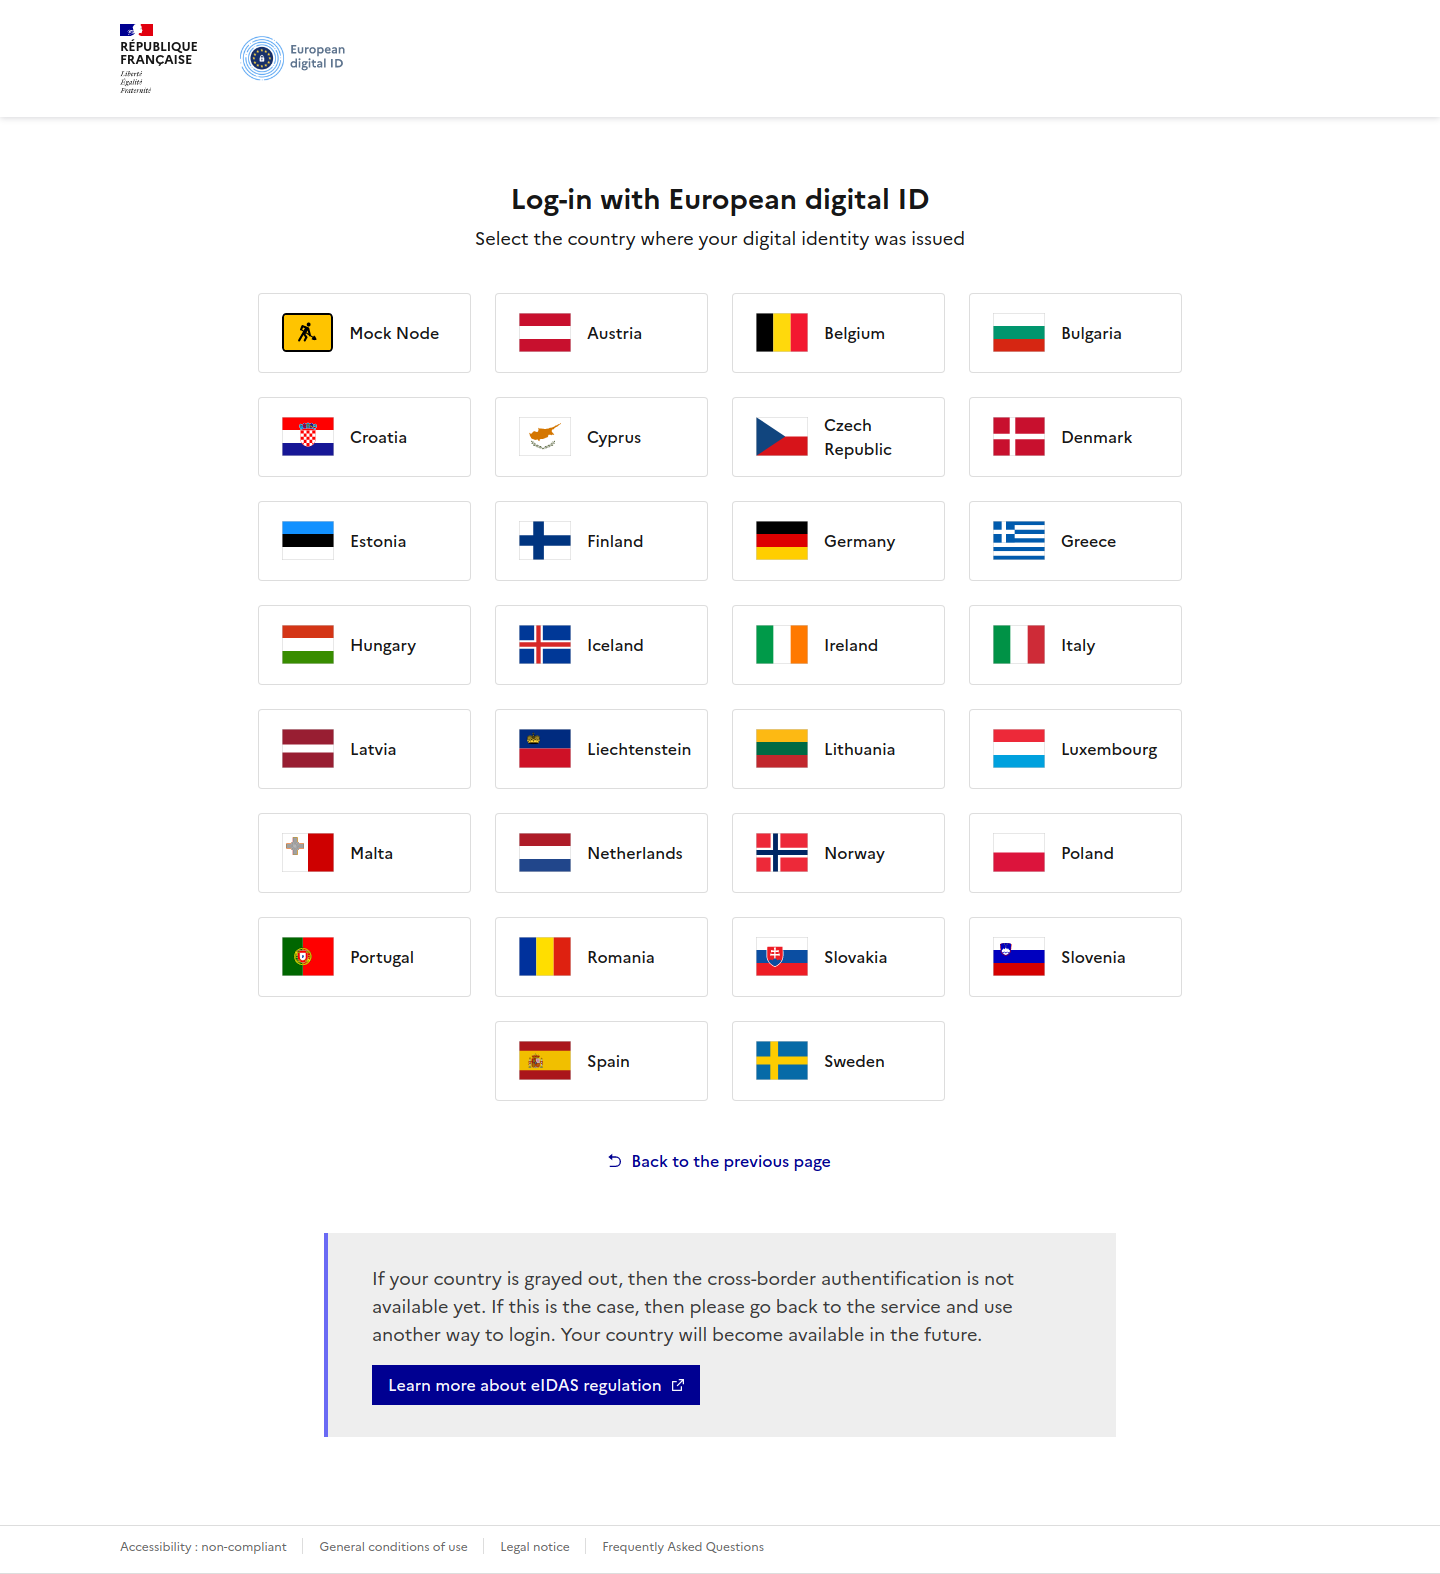 RÉPUBLIQUE
FRANÇAISE
Liberté
Égalité
Fraternité
European
digital ID
Log-in with European digital ID
Select the country where your digital identity was issued
Mock Node
Austria
Belgium
Bulgaria
Croatia
Cyprus
Czech
Republic
Denmark
Estonia
Finland
Germany
Greece
Hungary
Iceland
Ireland
Italy
Latvia
Liechtenstein
Lithuania
Luxembourg
Malta
Netherlands
Norway
Poland
Portugal
Romania
Slovakia
Slovenia
Spain
Sweden
Back to the previous page
If your country is grayed out, then the cross-border authentification is not
available yet. If this is the case, then please go back to the service and use
another way to login. Your country will become available in the future.
Learn more about eIDAS regulation
Accessibility : non-compliant
General conditions of use
Legal notice
Frequently Asked Questions